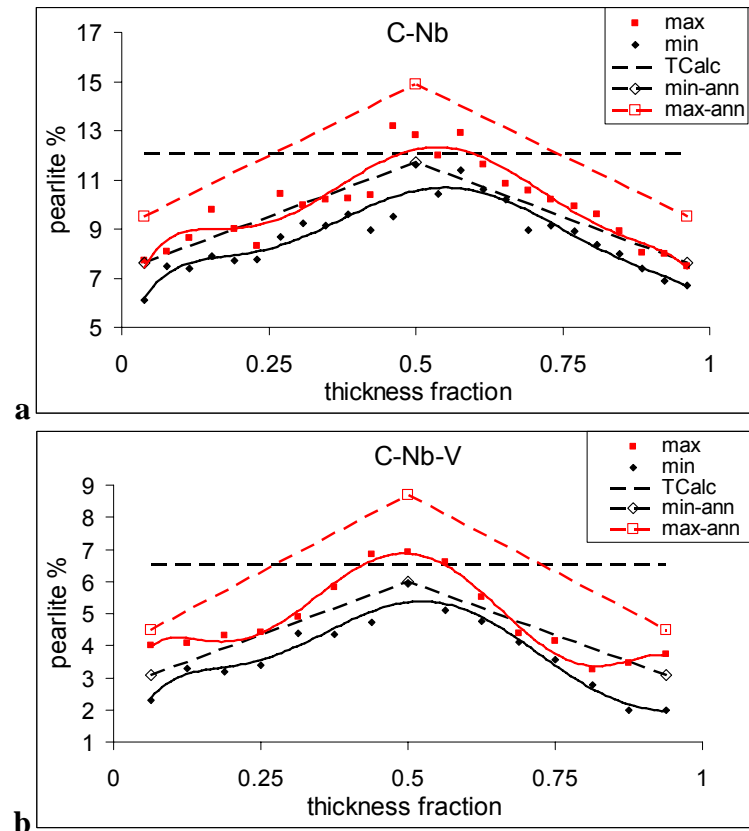 C-Nb
max
min
TCalc
min-ann
max-ann
17
15
13
11
9
7
5
pearlite %
0
0.25
0.5
0.75
1
thickness fraction
a
C-Nb-V
max
min
TCalc
min-ann
max-ann
9
8
7
6
5
4
3
2
1
pearlite %
0
0.25
0.5
0.75
1
thickness fraction
b